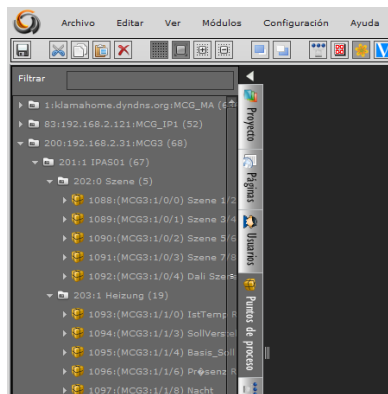 Archivo Editar Ver Módulos Configuración Ayuda
Filtrar
1:klamahome.dyndns.org:MCG_MA (6
83:192.168.2.121:MCG_IP1 (52)
200:192.168.2.31:MCG3 (68)
201:1 IPAS01 (67)
202:0 Szene (5)
1088:(MCG3:1/0/0) Szene 1/2
1089:(MCG3:1/0/1) Szene 3/4
1090:(MCG3:1/0/2) Szene 5/6
1091:(MCG3:1/0/3) Szene 7/8
1092:(MCG3:1/0/4) Dali Szen
203:1 Heizung (19)
1093:(MCG3:1/1/0) IstTemp R
1094:(MCG3:1/1/3) SollVerstel
1095:(MCG3:1/1/4) Basis_Soll
1096:(MCG3:1/1/6) Pr�senz R
1097:(MCG3:1/1/8) Nacht
Proyecto
Páginas
Usuarios
Puntos de proceso